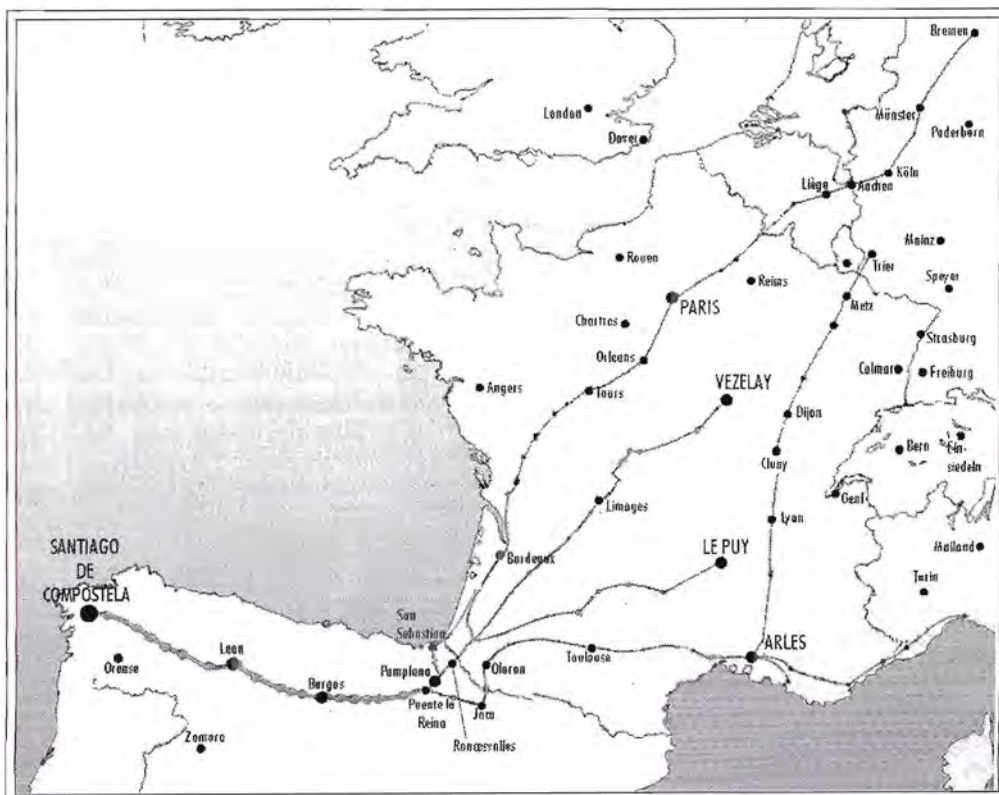 Bremen
London
Münster
Paderborn
Dover
Köln
Aachen
Liège
Mainz
Rouen
Trier
Reims
Speyer
PARIS
Metz
Chartres
Strasburg
Orleans
Colmar
Freiburg
VEZELAY
Angers
Tours
Dijon
Bern
Ein-
siedeln
Cluny
Genf
Limoges
Lyon
SANTIAGO
DE
COMPOSTELA
Bordeaux
LE PUY
Mailand
Turin
San
Sebastian
Leon
Orense
Pamplona
Oloron
Toulouse
ARLES
Burgos
Puente la
Reina
Jaca
Zamora
Roncesvalles